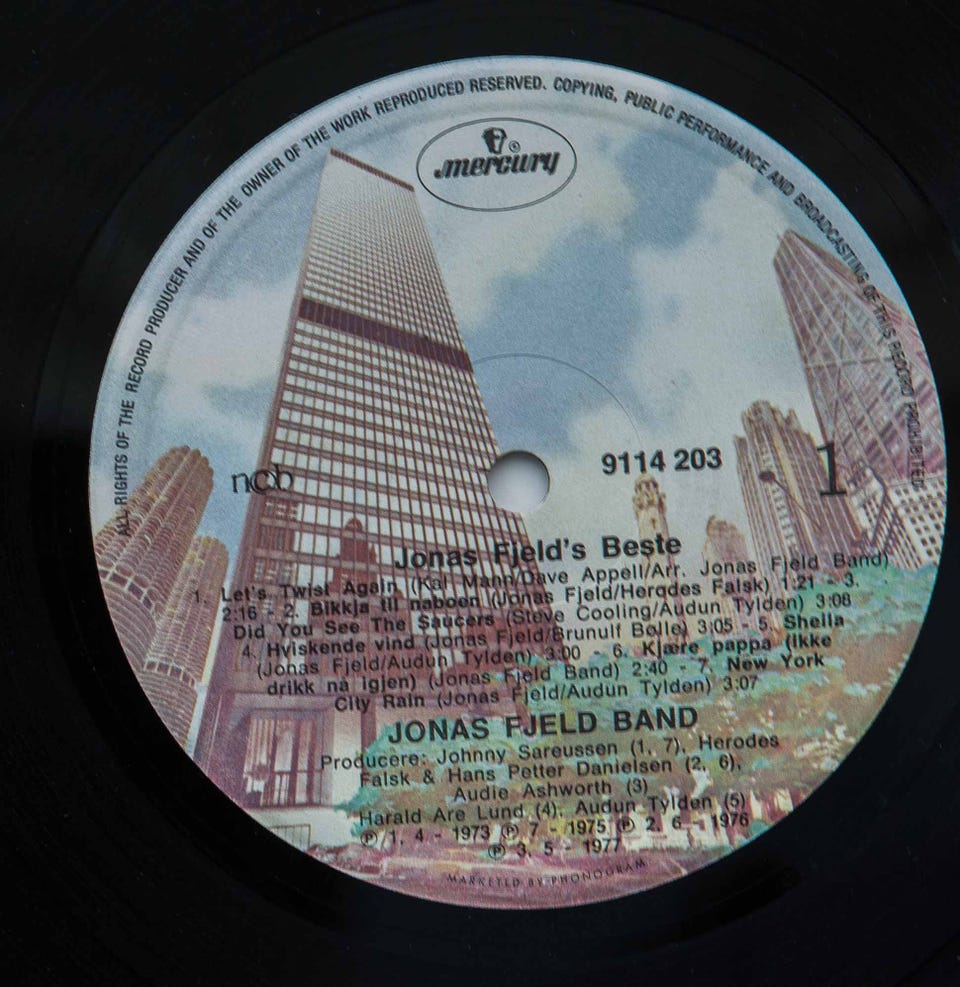 ALL RIGHTS OF THE RECORD PRODUCER AND OF THE OWNER OF THE WORK REPRODUCED RESERVED. COPYING, PUBLIC PERFORMANCE AND BROADCASTING OF THIS RECORD PROHIBITED
mercury
9114 203
1
ncb
Jonas Fjeld's Beste
1. Let's Twist Again (Kal Mann/Dave Appell/Arr. Jonas Fjeld Band)
2:16 - 2. Bikkja til naboen (Jonas Fjeld/Herodes Falsk) 1:21 - 3.
Did You See The $aucers (Steve Cooling/Audun Tylden) 3:08
4. Hviskende vind (Jonas Fjeld/Brunulf Bølle) 3:05 - 5. Sheila
(Jonas Fjeld/Audun Tylden) 3:00 - 6. Kjære pappa (Ikke
drikk nå igjen) (Jonas Fjeld Band) 2:40 - 7. New York
City Rain (Jonas Fjeld/Audun Tylden) 3:07
JONAS FJELD BAND
Producere: Johnny Sareussen (1, 7), Herodes
Falsk & Hans Petter Danielsen (2, 6),
Audie Ashworth (3)
Harald Are Lund (4), Audun Tylden (5)
℗ 1, 4 - 1973 ℗ 7 - 1975 ℗ 2, 6 - 1976
℗ 3, 5 - 1977
MARKETED BY PHONOGRAM